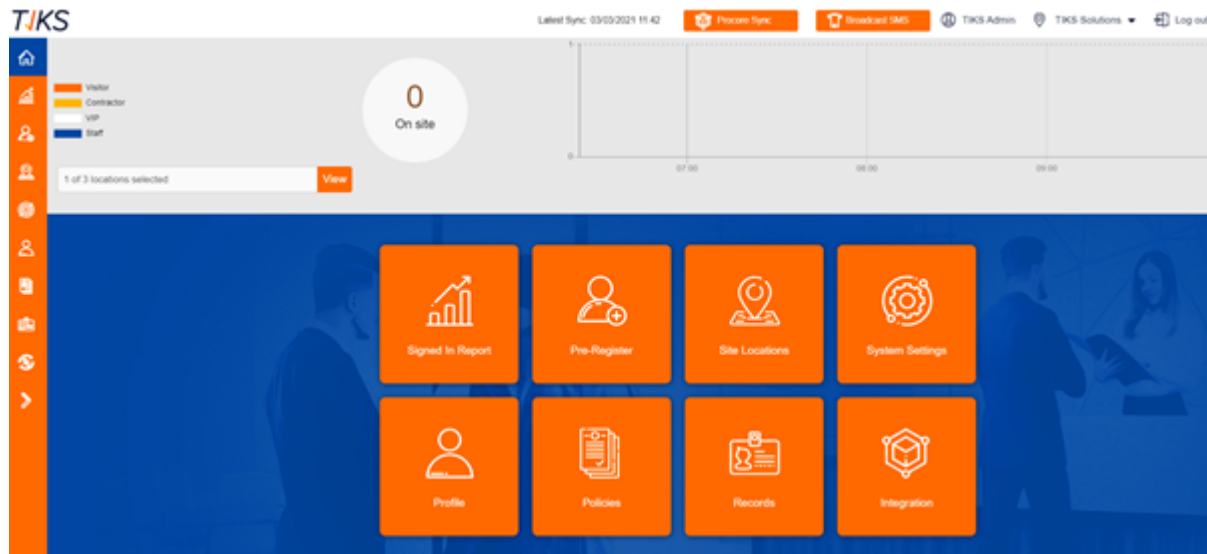 TIKS
Latest Sync: 03/03/2021 11:42 Procore Sync Broadcast SMS TIKS Admin TIKS Solutions Log out
Visitor
Contractor
VIP
Staff
0
On site
1
0
07:00 08:00 09:00
1 of 3 locations selected View
Signed In Report Pre-Register Site Locations System Settings
Profile Policies Records Integration